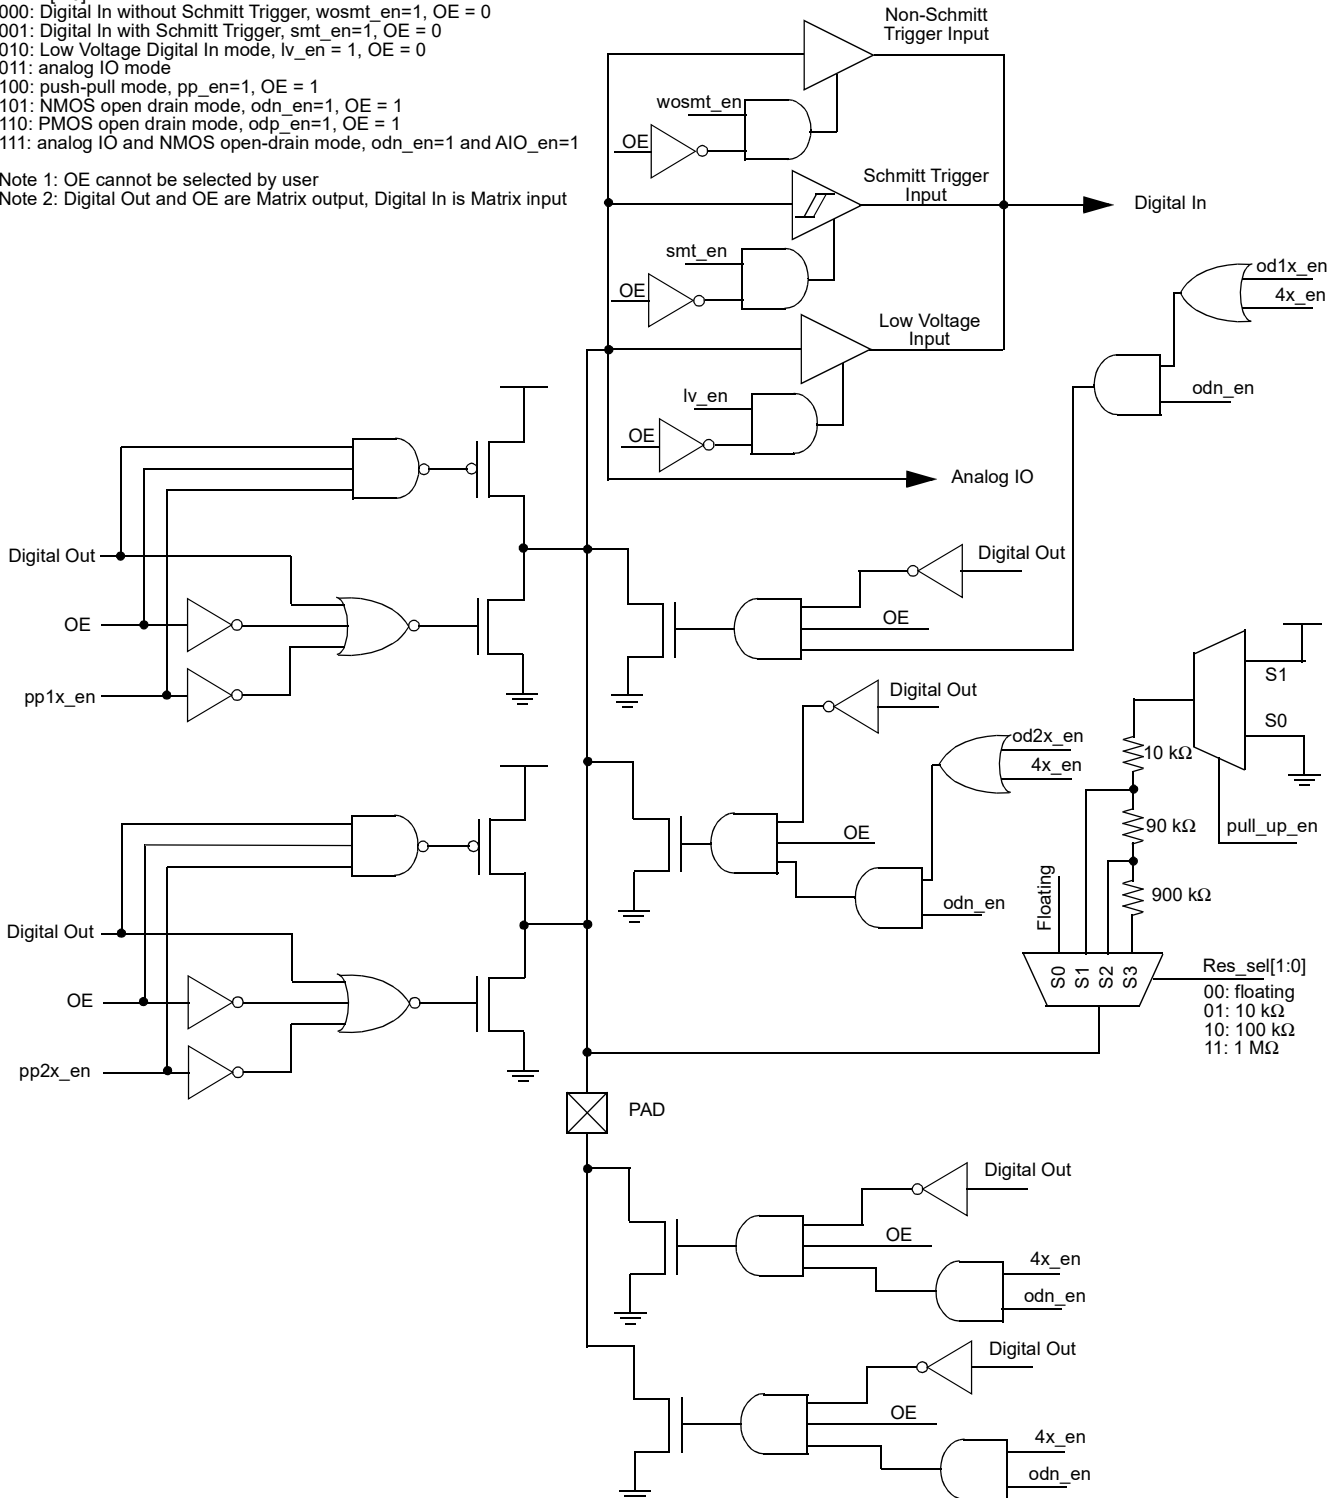 000: Digital In without Schmitt Trigger, wosmt_en=1, OE = 0
001: Digital In with Schmitt Trigger, smt_en=1, OE = 0
010: Low Voltage Digital In mode, lv_en = 1, OE = 0
011: analog IO mode
100: push-pull mode, pp_en=1, OE = 1
101: NMOS open drain mode, odn_en=1, OE = 1
110: PMOS open drain mode, odp_en=1, OE = 1
111: analog IO and NMOS open-drain mode, odn_en=1 and AIO_en=1
Note 1: OE cannot be selected by user
Note 2: Digital Out and OE are Matrix output, Digital In is Matrix input
Non-Schmitt
Trigger Input
wosmt_en
OE
Schmitt Trigger
Input
Digital In
smt_en
OE
od1x_en
4x_en
Low Voltage
Input
odn_en
lv_en
OE
Analog IO
Digital Out
OE
pp1x_en
Digital Out
OE
S1
S0
10 kΩ
90 kΩ
900 kΩ
pull_up_en
Digital Out
od2x_en
4x_en
OE
odn_en
Floating
S0
S1
S2
S3
Res_sel[1:0]
00: floating
01: 10 kΩ
10: 100 kΩ
11: 1 MΩ
Digital Out
OE
pp2x_en
PAD
Digital Out
OE
4x_en
odn_en
Digital Out
OE
4x_en
odn_en